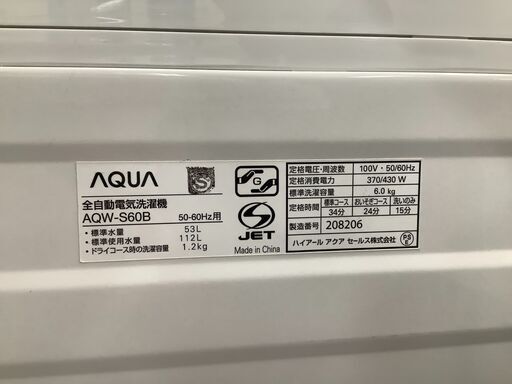 AQUA
S
全自動電気洗濯機
AQW-S60B 50-60Hz用
・標準水量 53L
・標準使用水量 112L
・ドライコース時の洗濯容量 1.2kg
G
S
JET
Made in China
定格電圧・周波数 100V・50/60Hz
定格消費電力 370/430 W
標準洗濯容量 6.0 kg
定格時間 標準コース おいそぎコース 洗いのみ
34分 24分 15分
製造番号 208206
ハイアール アクア セールス株式会社
PSE